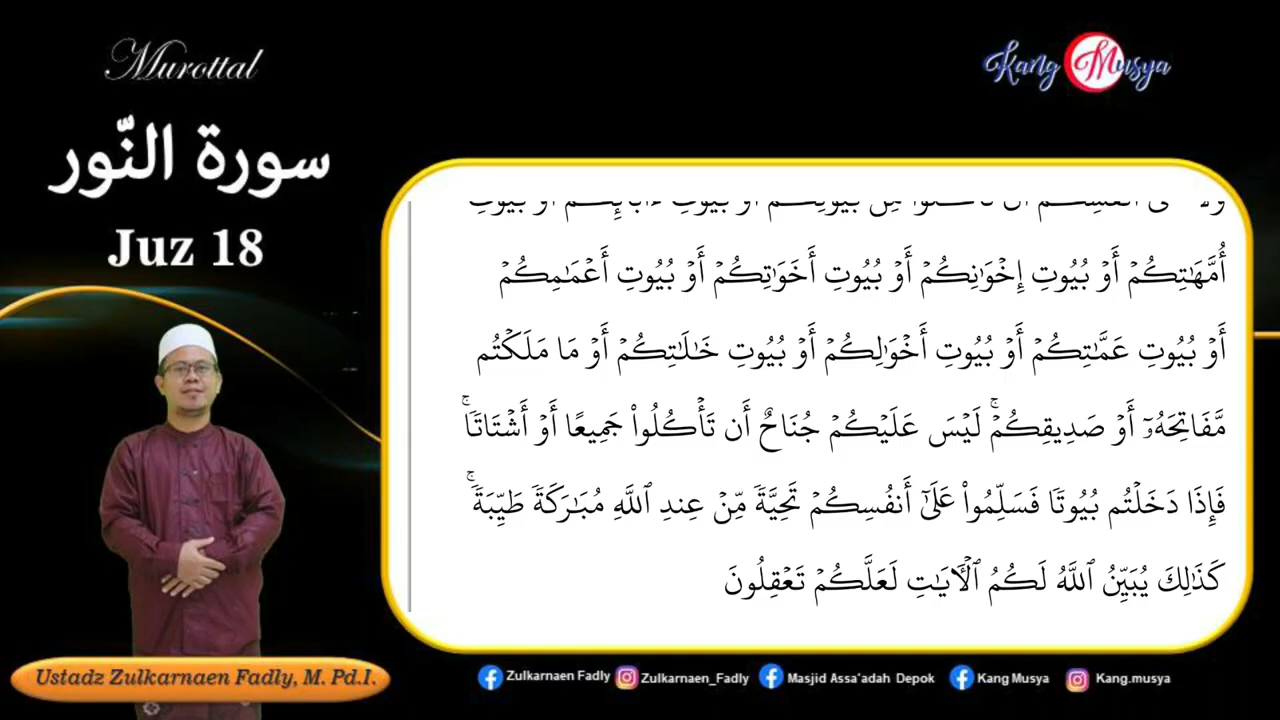 Murottal
Kang Musya
سورة النّور
Juz 18
أُمَّهَٰتِكُمۡ أَوۡ بُيُوتِ إِخۡوَٰنِكُمۡ أَوۡ بُيُوتِ أَخَوَٰتِكُمۡ أَوۡ بُيُوتِ أَعۡمَٰمِكُمۡ
أَوۡ بُيُوتِ عَمَّٰتِكُمۡ أَوۡ بُيُوتِ أَخۡوَٰلِكُمۡ أَوۡ بُيُوتِ خَٰلَٰتِكُمۡ أَوۡ مَا مَلَكۡتُم
مَّفَاتِحَهُۥٓ أَوۡ صَدِيقِكُمۡۚ لَيۡسَ عَلَيۡكُمۡ جُنَاحٌ أَن تَأۡكُلُواْ جَمِيعًا أَوۡ أَشۡتَاتٗاۚ
فَإِذَا دَخَلۡتُم بُيُوتٗا فَسَلِّمُواْ عَلَىٰٓ أَنفُسِكُمۡ تَحِيَّةٗ مِّنۡ عِندِ ٱللَّهِ مُبَٰرَكَةٗ طَيِّبَةٗۚ
كَذَٰلِكَ يُبَيِّنُ ٱللَّهُ لَكُمُ ٱلۡأٓيَٰتِ لَعَلَّكُمۡ تَعۡقِلُونَ
Ustadz Zulkarnaen Fadly, M. Pd.I.
Zulkarnaen Fadly Zulkarnaen_Fadly Masjid Assa'adah Depok Kang Musya Kang.musya